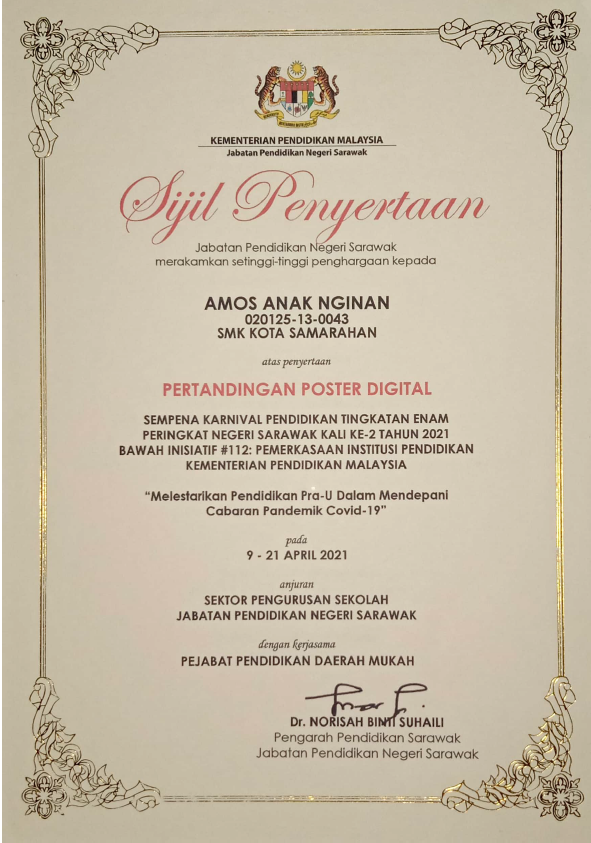 KEMENTERIAN PENDIDIKAN MALAYSIA
Jabatan Pendidikan Negeri Sarawak
Sijil Penyertaan
Jabatan Pendidikan Negeri Sarawak
merakamkan setinggi-tinggi penghargaan kepada
AMOS ANAK NGINAN
020125-13-0043
SMK KOTA SAMARAHAN
atas penyertaan
PERTANDINGAN POSTER DIGITAL
SEMPENA KARNIVAL PENDIDIKAN TINGKATAN ENAM
PERINGKAT NEGERI SARAWAK KALI KE-2 TAHUN 2021
BAWAH INISIATIF #112: PEMERKASAAN INSTITUSI PENDIDIKAN
KEMENTERIAN PENDIDIKAN MALAYSIA
“Melestarikan Pendidikan Pra-U Dalam Mendepani
Cabaran Pandemik Covid-19”
pada
9 - 21 APRIL 2021
anjuran
SEKTOR PENGURUSAN SEKOLAH
JABATAN PENDIDIKAN NEGERI SARAWAK
dengan kerjasama
PEJABAT PENDIDIKAN DAERAH MUKAH
Dr. NORISAH BINTI SUHAILI
Pengarah Pendidikan Sarawak
Jabatan Pendidikan Negeri Sarawak